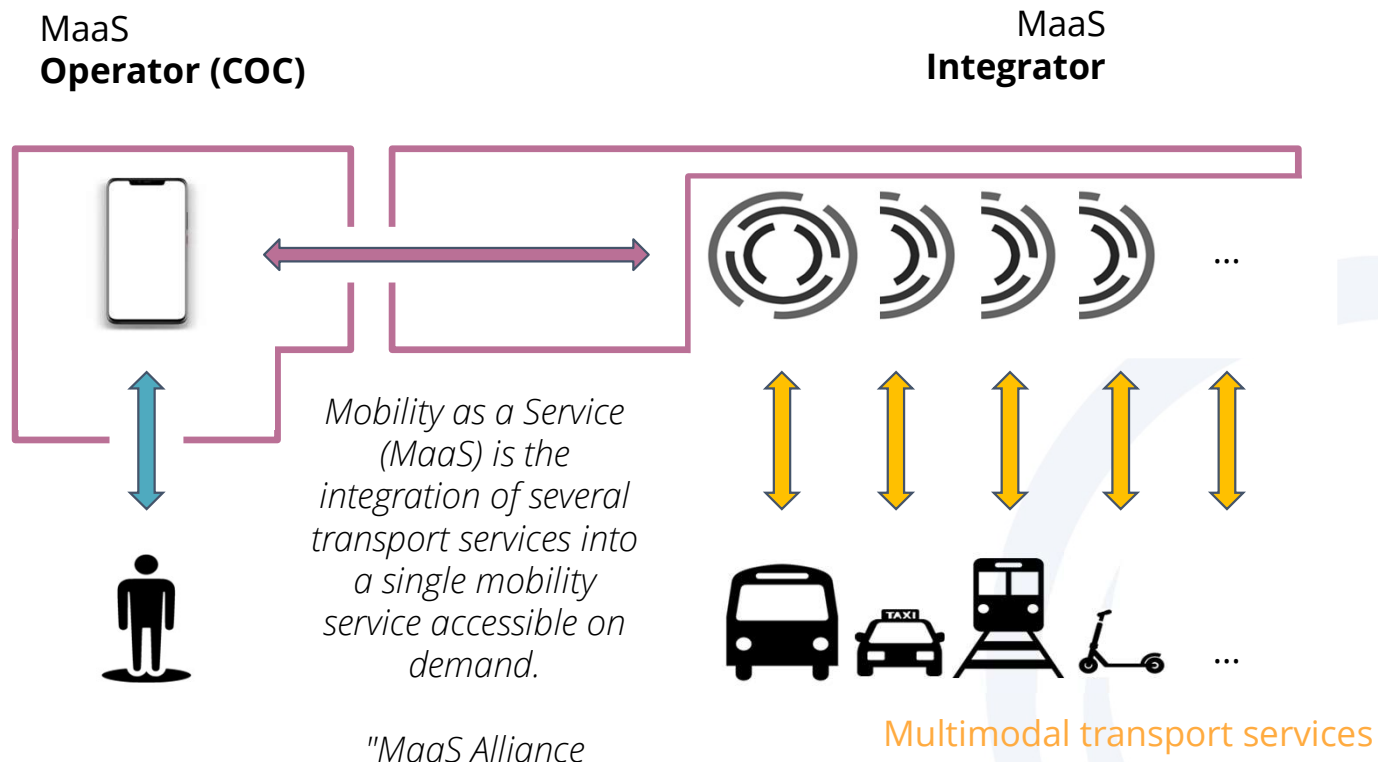 MaaS
Operator (COC)
MaaS
Integrator
...
Mobility as a Service
(MaaS) is the
integration of several
transport services into
a single mobility
service accessible on
demand.
"MaaS Alliance
TAXI
...
Multimodal transport services